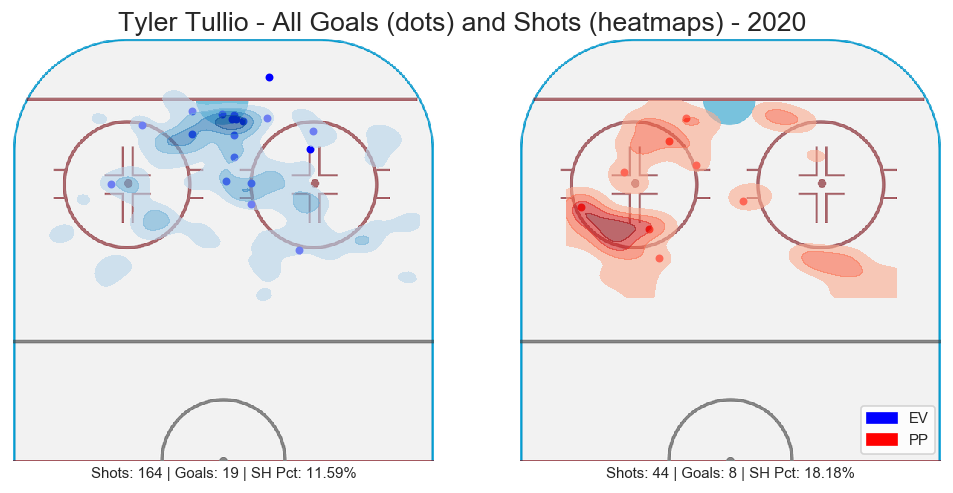 Tyler Tullio - All Goals (dots) and Shots (heatmaps) - 2020
EV
PP
Shots: 164 | Goals: 19 | SH Pct: 11.59%
Shots: 44 | Goals: 8 | SH Pct: 18.18%